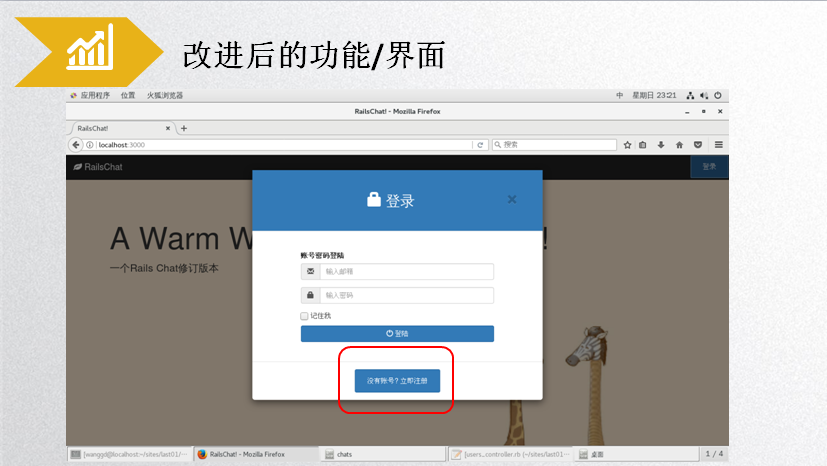 改进后的功能/界面
应用程序 位置 火狐浏览器 中 星期日 23:21
RailsChat! - Mozilla Firefox
RailsChat!
localhost:3000 搜索
RailsChat 登录
登录
A Warm W !
一个Rails Chat修订版本
账号密码登陆
输入邮箱
输入密码
记住我
登陆
没有账号? 立即注册
[wanggd@localhost:~/sites/last01/··· RailsChat! - Mozilla Firefox chats [users_controller.rb (~/sites/last01··· 桌面 1 / 4